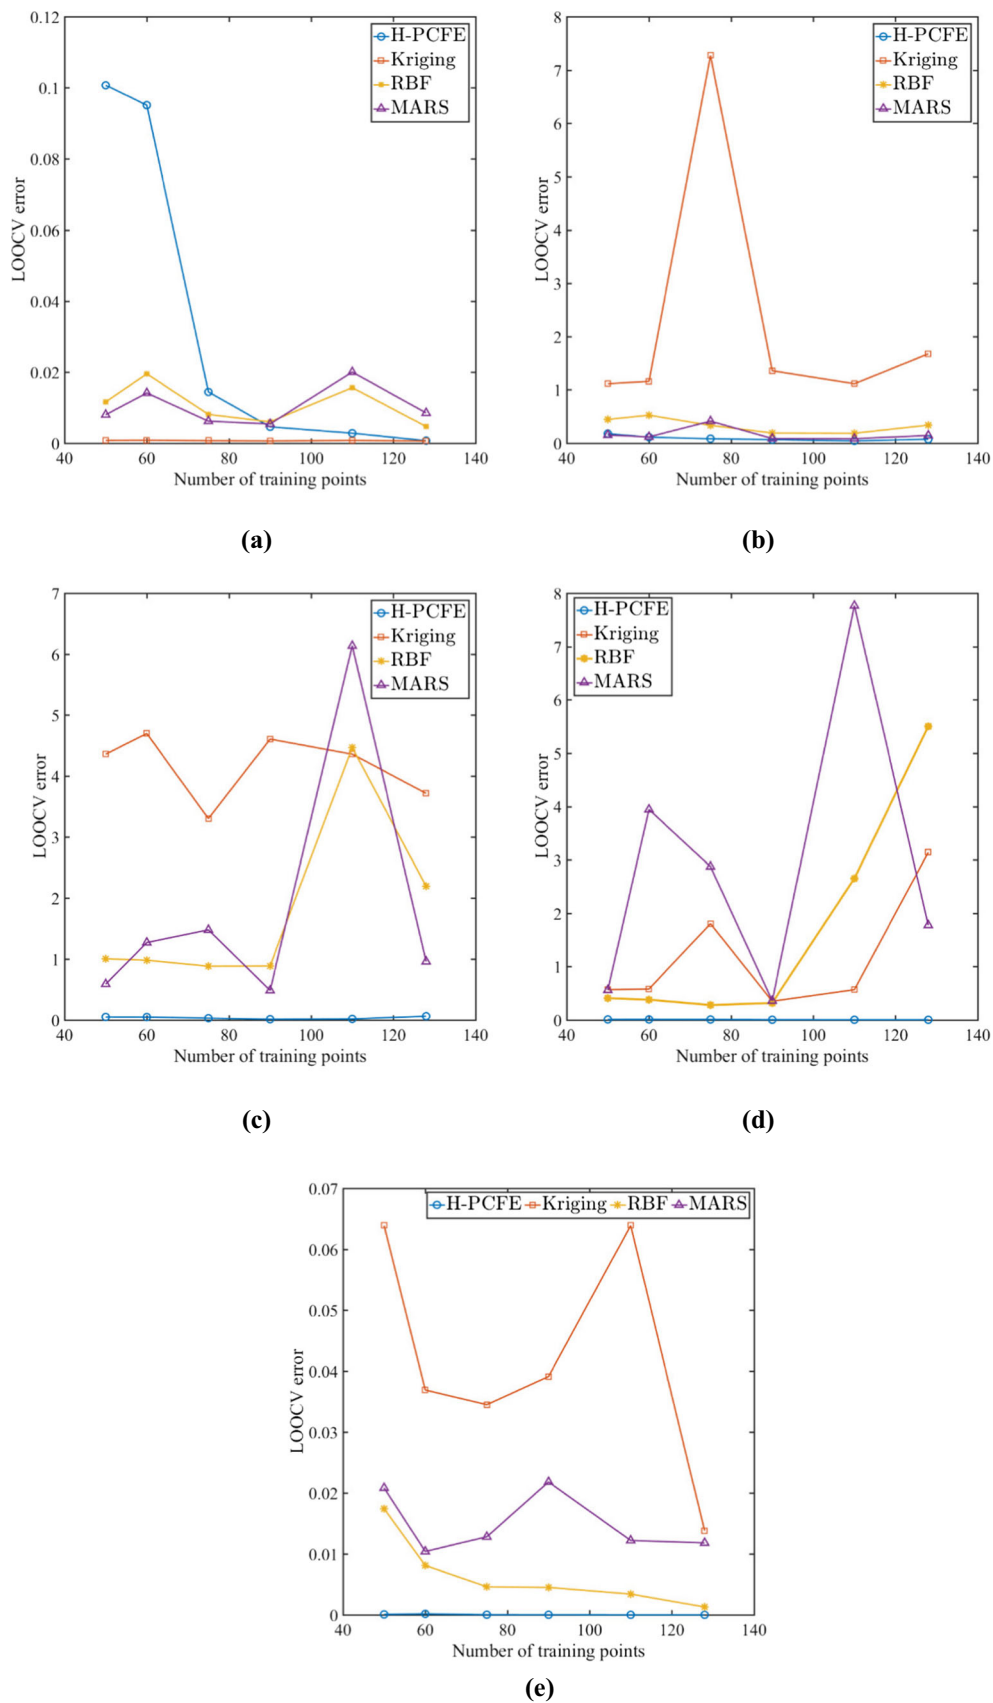 0.12
0.1
0.08
0.06
0.04
0.02
0
LOOCV error
40 60 80 100 120 140
Number of training points
H-PCFE
Kriging
RBF
MARS
(a)
8
7
6
5
4
3
2
1
0
LOOCV error
40 60 80 100 120 140
Number of training points
H-PCFE
Kriging
RBF
MARS
(b)
7
6
5
4
3
2
1
0
LOOCV error
40 60 80 100 120 140
Number of training points
H-PCFE
Kriging
RBF
MARS
(c)
8
7
6
5
4
3
2
1
0
LOOCV error
40 60 80 100 120 140
Number of training points
H-PCFE
Kriging
RBF
MARS
(d)
0.07
0.06
0.05
0.04
0.03
0.02
0.01
0
LOOCV error
40 60 80 100 120 140
Number of training points
H-PCFE Kriging RBF MARS
(e)